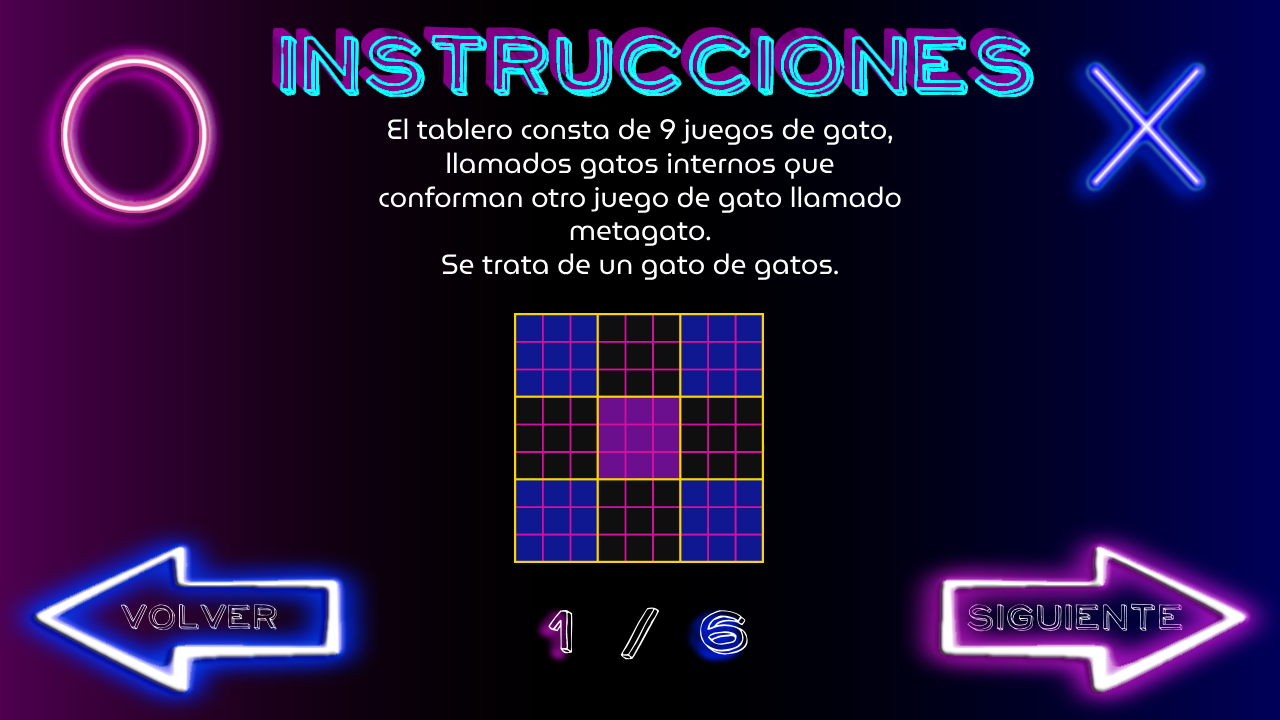 INSTRUCCIONES
El tablero consta de 9 juegos de gato,
llamados gatos internos que
conforman otro juego de gato llamado
metagato.
Se trata de un gato de gatos.
VOLVER
1 / 6
SIGUIENTE